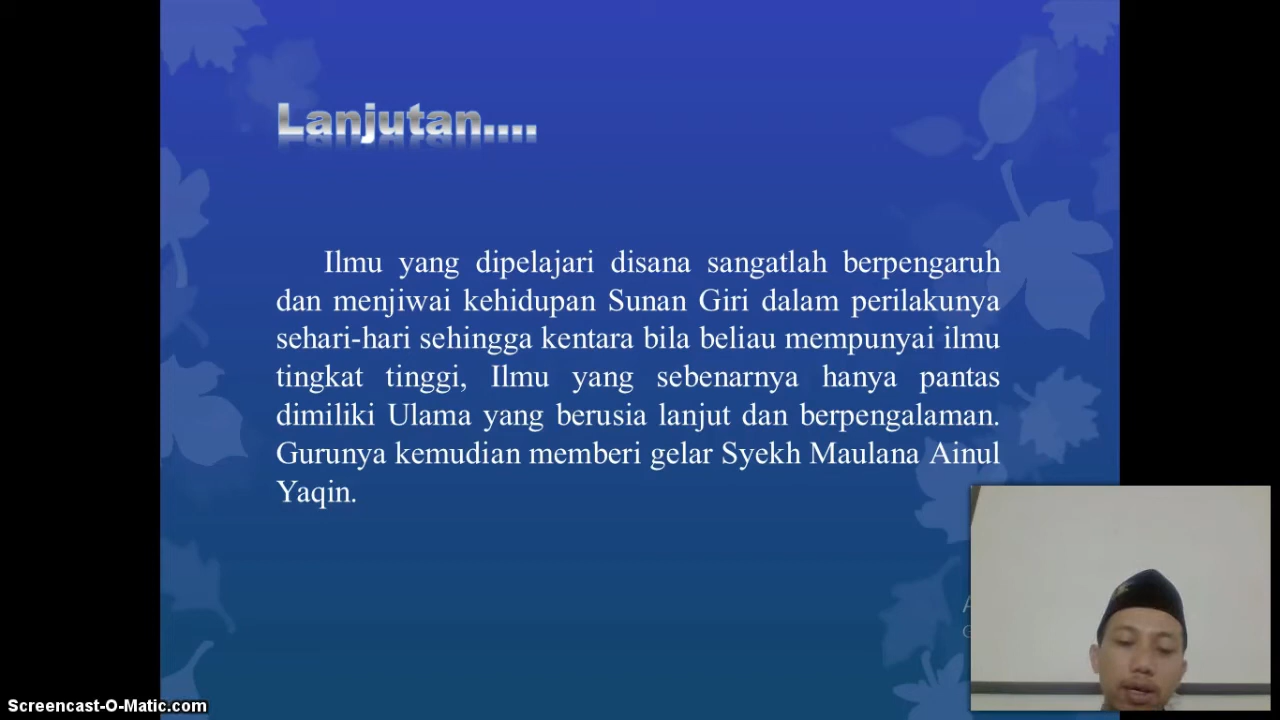 Lanjutan....
Ilmu yang dipelajari disana sangatlah berpengaruh
dan menjiwai kehidupan Sunan Giri dalam perilakunya
sehari-hari sehingga kentara bila beliau mempunyai ilmu
tingkat tinggi, Ilmu yang sebenarnya hanya pantas
dimiliki Ulama yang berusia lanjut dan berpengalaman.
Gurunya kemudian memberi gelar Syekh Maulana Ainul
Yaqin.
Screencast-O-Matic.com